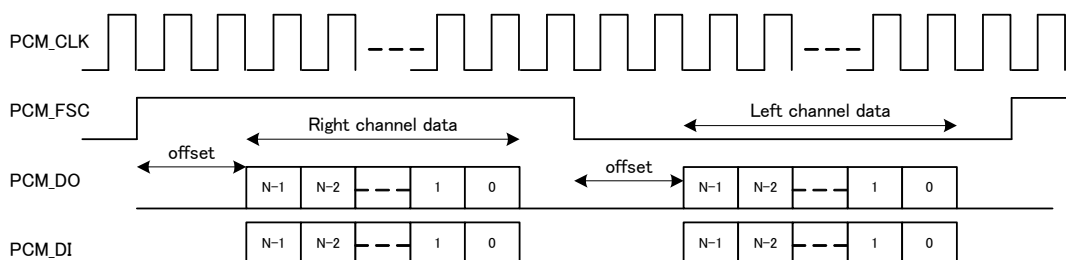 PCM_CLK
PCM_FSC
Right channel data
Left channel data
offset
offset
PCM_DO
N-1 N-2 1 0 N-1 N-2 1 0
PCM_DI
N-1 N-2 1 0 N-1 N-2 1 0